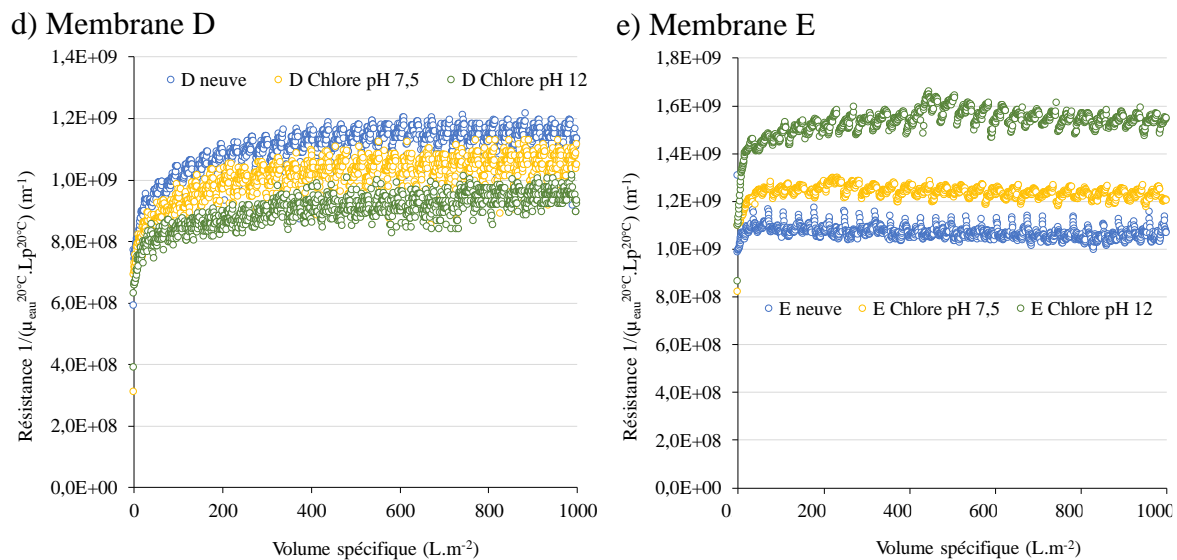 d) Membrane D
1,4E+09
D neuve D Chlore pH 7,5 D Chlore pH 12
1,2E+09
1,0E+09
8,0E+08
6,0E+08
4,0E+08
2,0E+08
0,0E+00
0 200 400 600 800 1000
Résistance 1/(μeau20°C.Lp20°C) (m-1)
Volume spécifique (L.m-2)
e) Membrane E
1,8E+09
1,6E+09
1,4E+09
1,2E+09
1,0E+09
8,0E+08
E neuve E Chlore pH 7,5 E Chlore pH 12
6,0E+08
4,0E+08
2,0E+08
0,0E+00
0 200 400 600 800 1000
Résistance 1/(μeau20°C.Lp20°C) (m-1)
Volume spécifique (L.m-2)